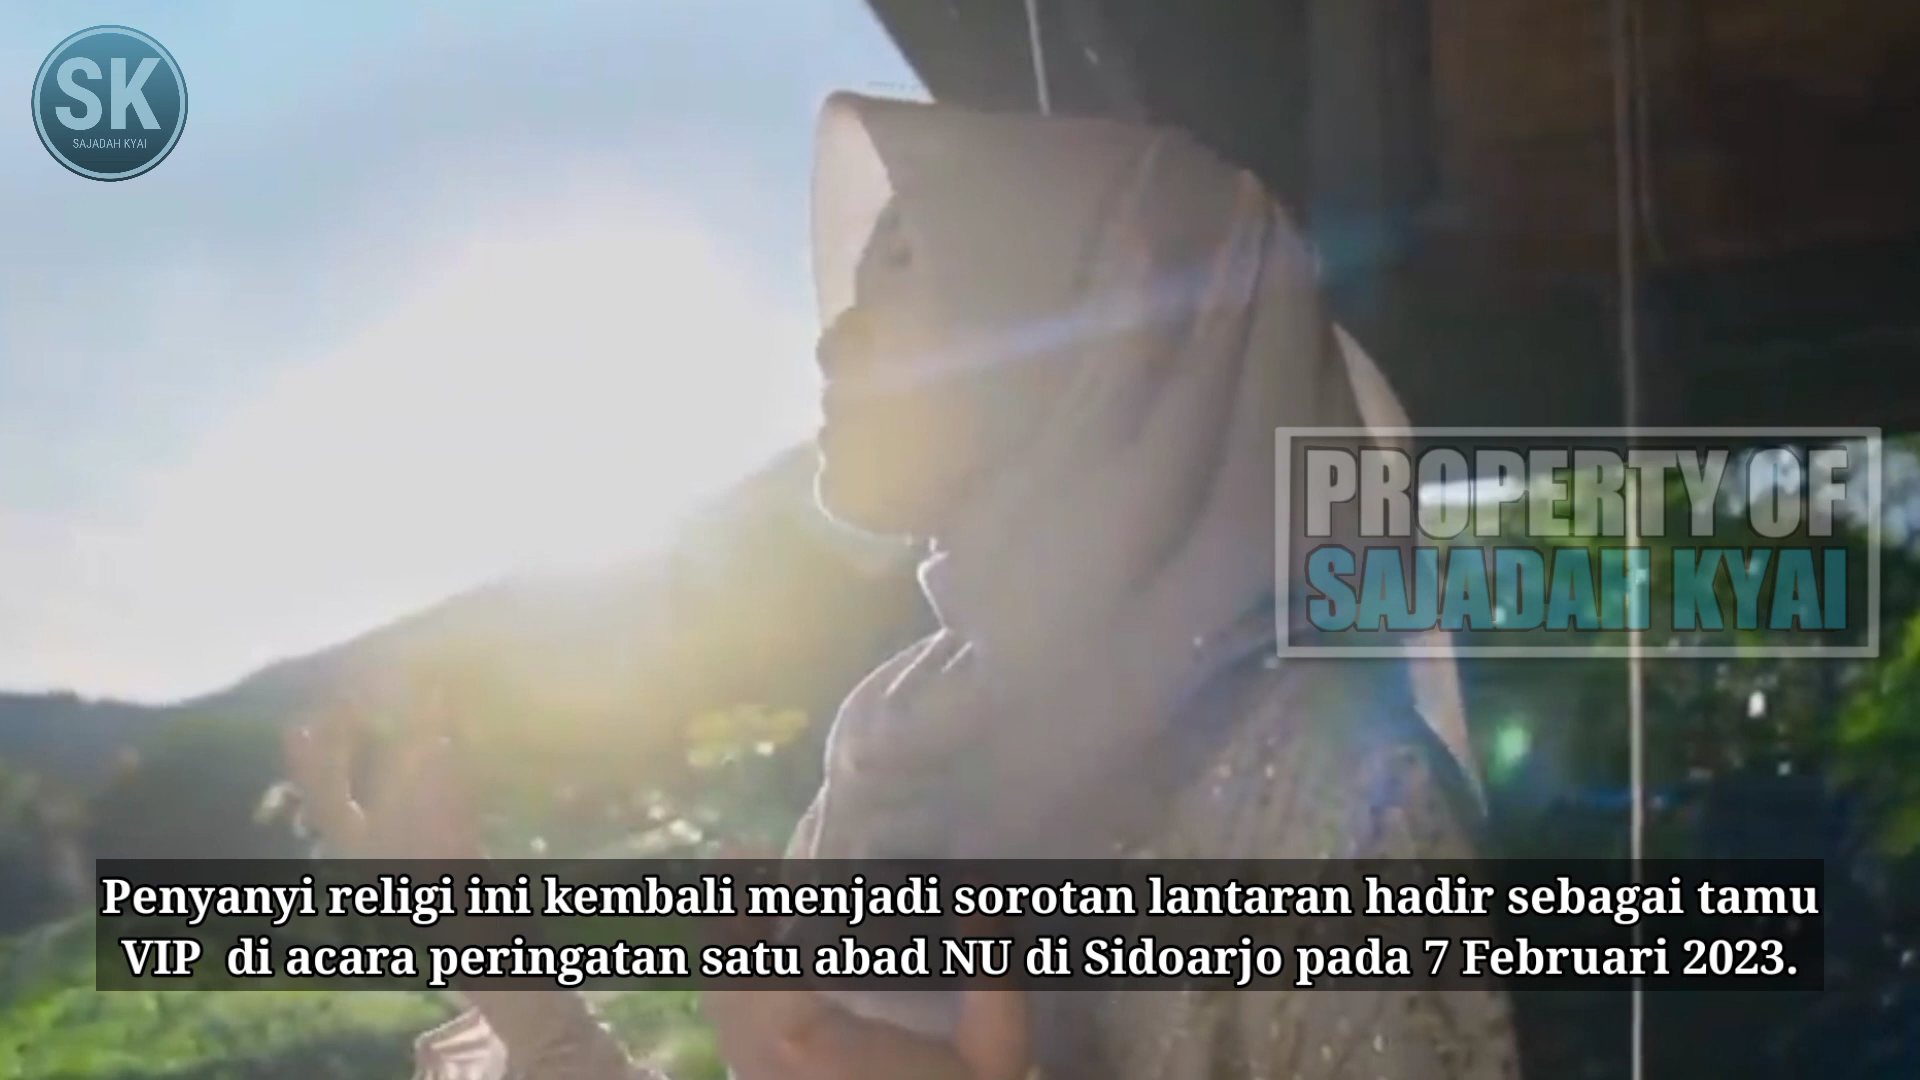 SK
SAJADAH KYAI
PROPERTY OF
SAJADAH KYAI
Penyanyi religi ini kembali menjadi sorotan lantaran hadir sebagai tamu
VIP di acara peringatan satu abad NU di Sidoarjo pada 7 Februari 2023.